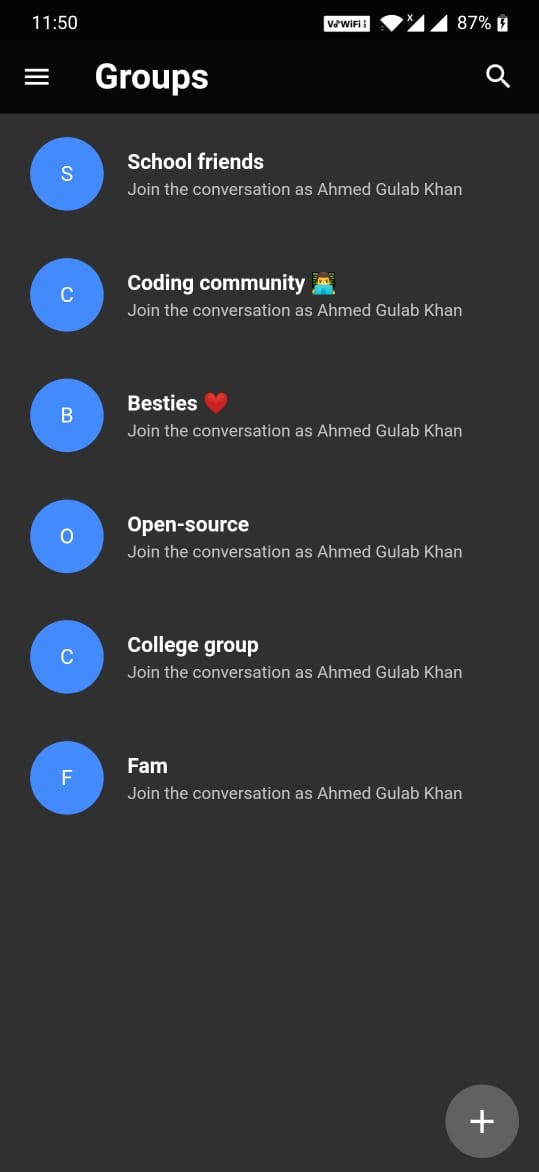 11:50
VoWiFi 87%
Groups
S
School friends
Join the conversation as Ahmed Gulab Khan
C
Coding community 👨‍💻
Join the conversation as Ahmed Gulab Khan
B
Besties ❤️
Join the conversation as Ahmed Gulab Khan
O
Open-source
Join the conversation as Ahmed Gulab Khan
C
College group
Join the conversation as Ahmed Gulab Khan
F
Fam
Join the conversation as Ahmed Gulab Khan